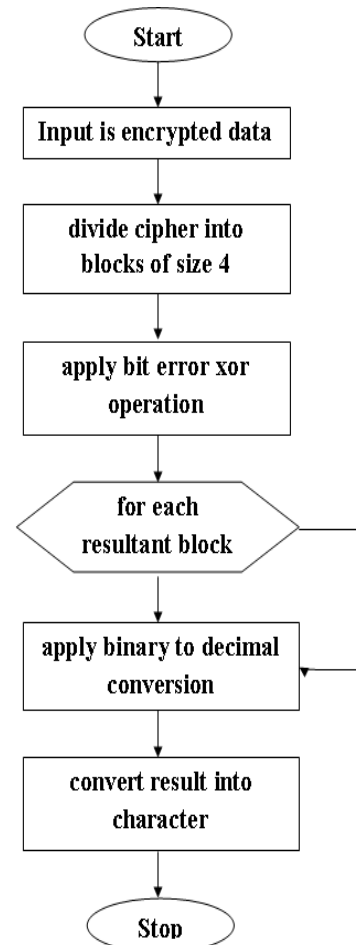 Start
Input is encrypted data
divide cipher into
blocks of size 4
apply bit error xor
operation
for each
resultant block
apply binary to decimal
conversion
convert result into
character
Stop